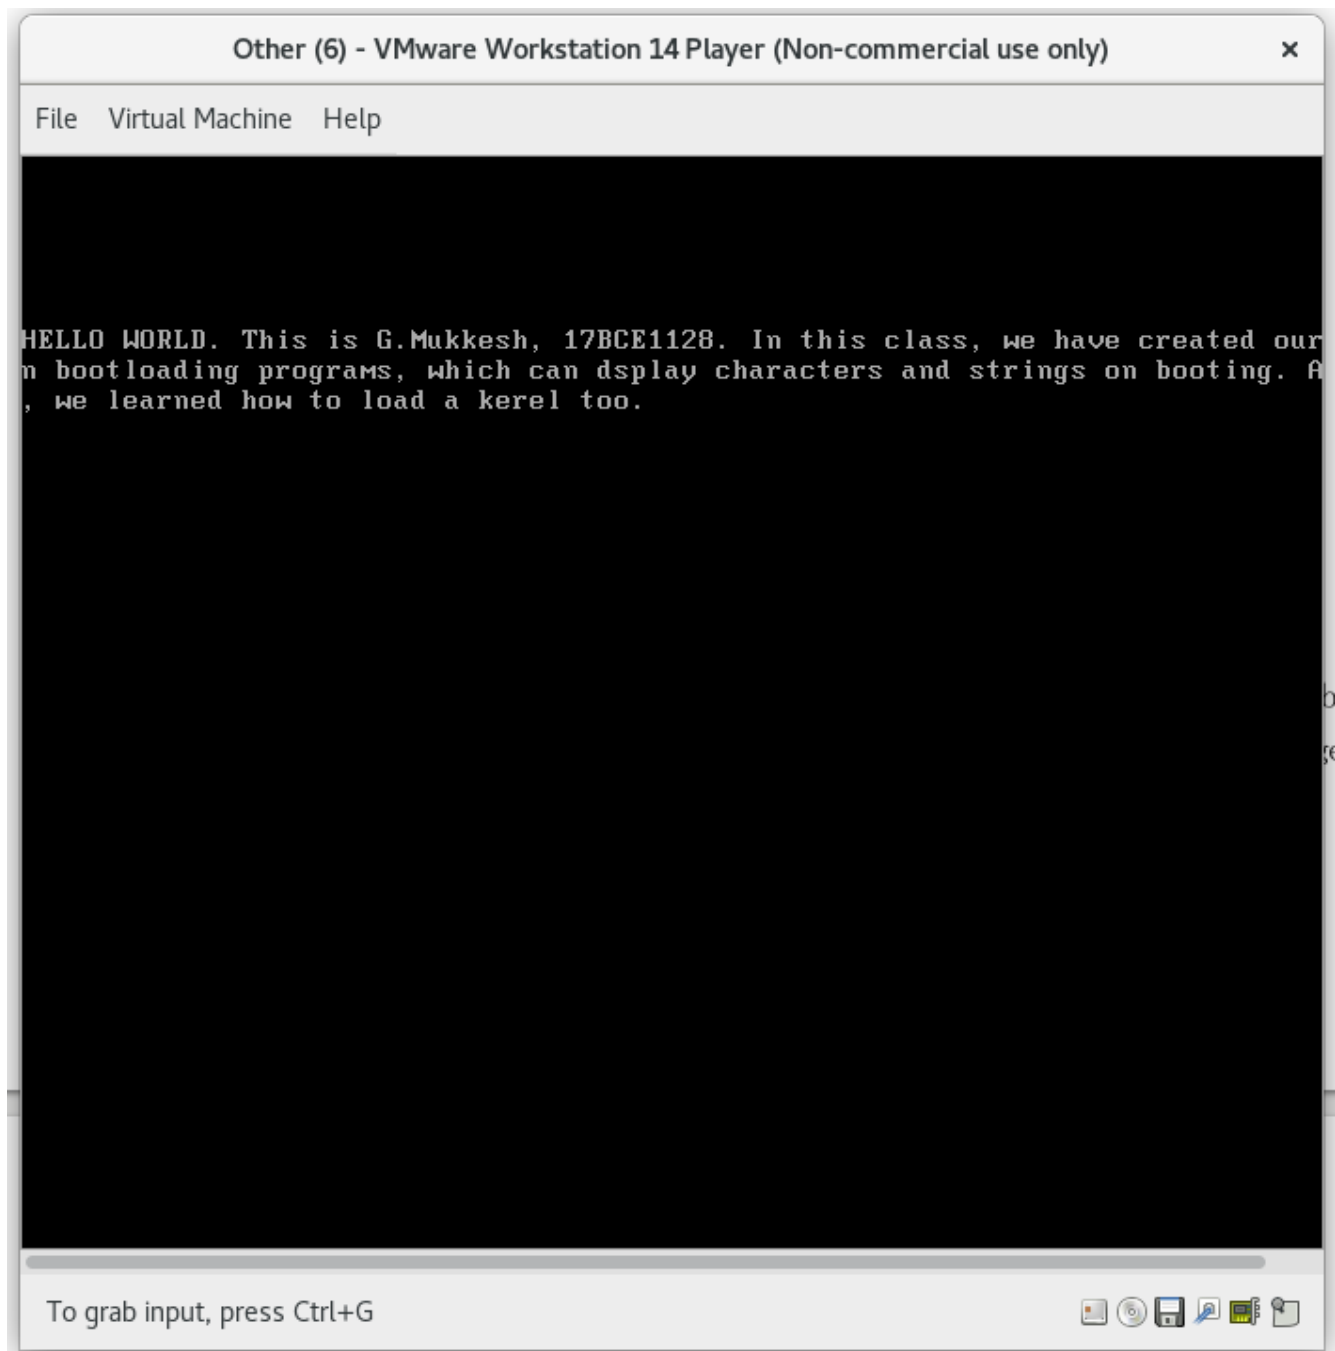 Other (6) - VMware Workstation 14 Player (Non-commercial use only)
File Virtual Machine Help
HELLO WORLD. This is G.Mukkesh, 17BCE1128. In this class, we have created our
n bootloading programs, which can dsplay characters and strings on booting. A
, we learned how to load a kerel too.
b
ge
To grab input, press Ctrl+G